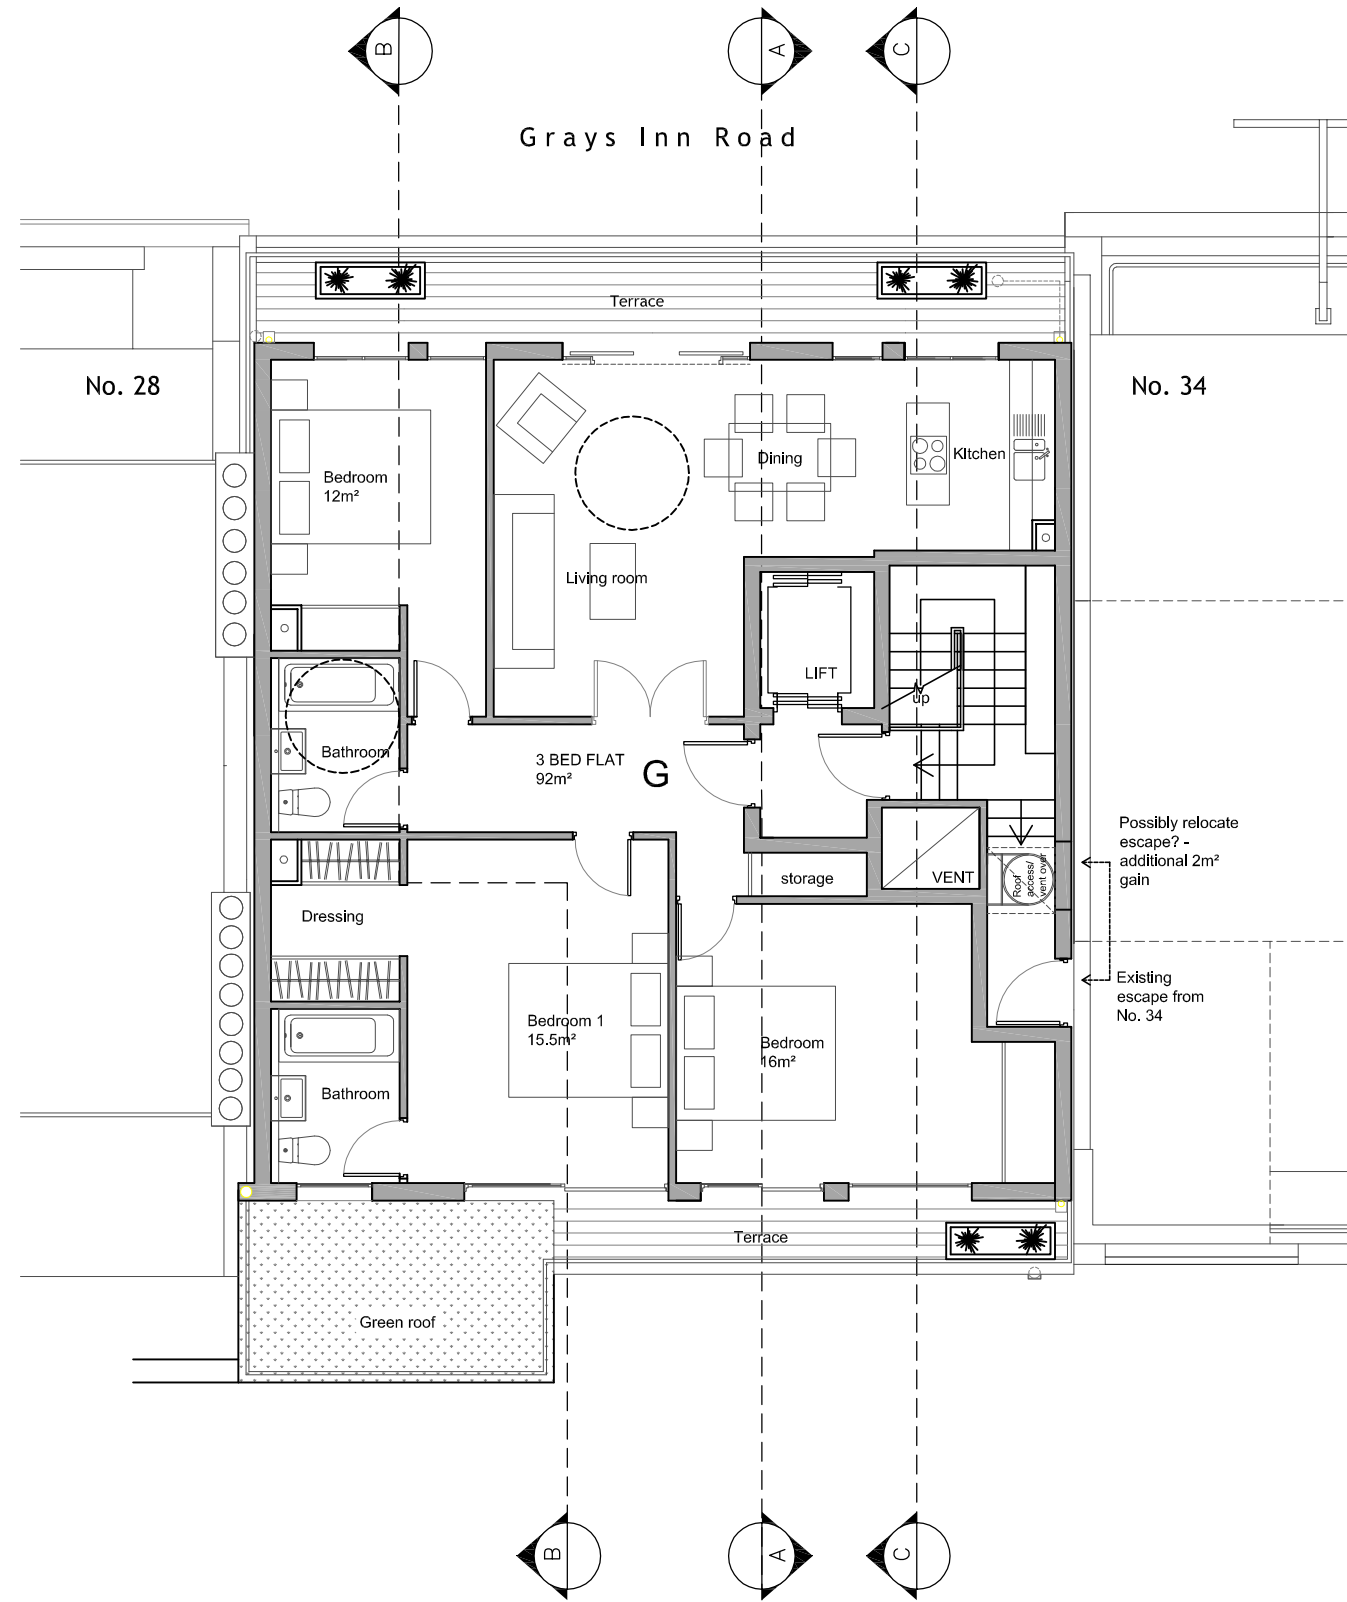 B
A
C
Grays Inn Road
Terrace
No. 28
No. 34
Bedroom
12m²
Dining
KItchen
Living room
LIFT
up
Bathroom
3 BED FLAT
92m²
G
Possibly relocate
escape? -
additional 2m²
gain
storage
VENT
Roof
access/
vent over
Dressing
Existing
escape from
No. 34
Bedroom 1
15.5m²
Bedroom
16m²
Bathroom
Terrace
Green roof
B
A
C